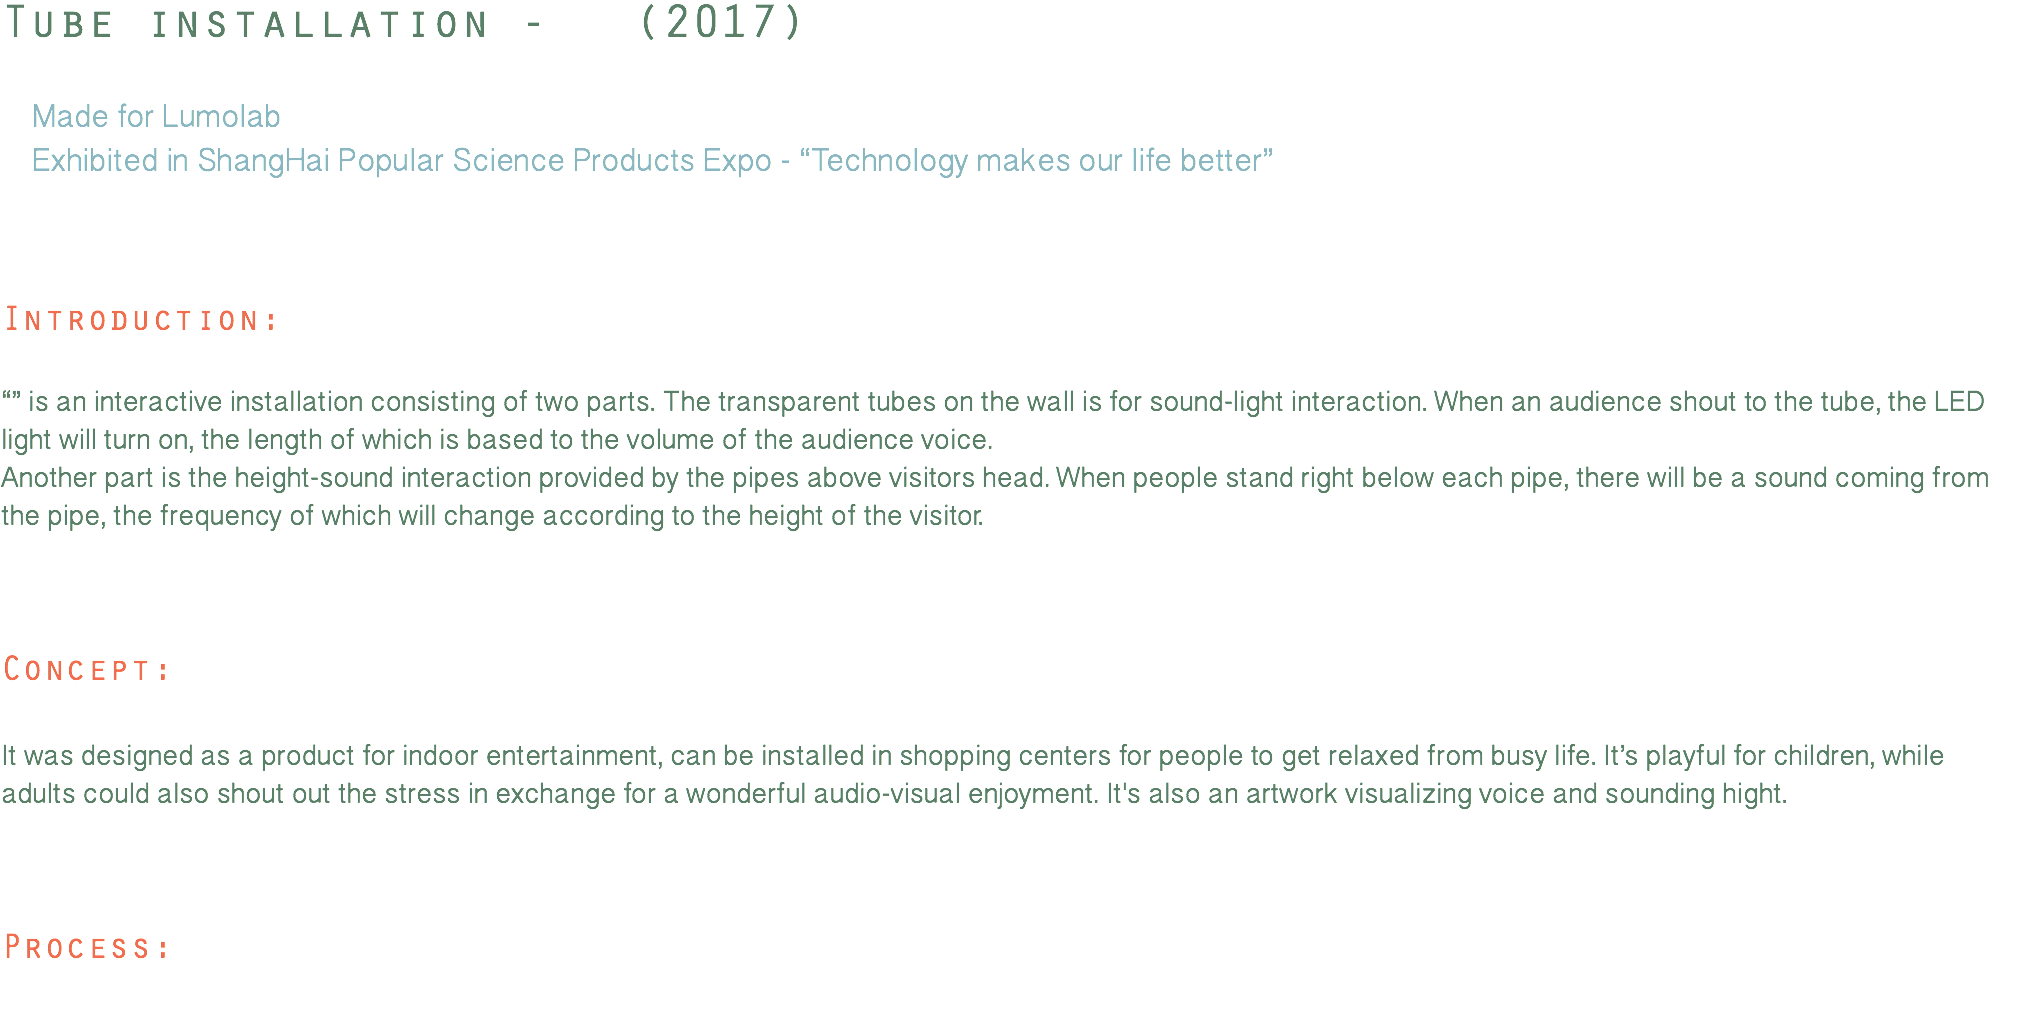 Tube installation -   (2017)
Made for Lumolab
Exhibited in ShangHai Popular Science Products Expo - “Technology makes our life better”
Introduction:
“” is an interactive installation consisting of two parts. The transparent tubes on the wall is for sound-light interaction. When an audience shout to the tube, the LED
light will turn on, the length of which is based to the volume of the audience voice.
Another part is the height-sound interaction provided by the pipes above visitors head. When people stand right below each pipe, there will be a sound coming from
the pipe, the frequency of which will change according to the height of the visitor.
Concept:
It was designed as a product for indoor entertainment, can be installed in shopping centers for people to get relaxed from busy life. It’s playful for children, while
adults could also shout out the stress in exchange for a wonderful audio-visual enjoyment. It's also an artwork visualizing voice and sounding hight.
Process: